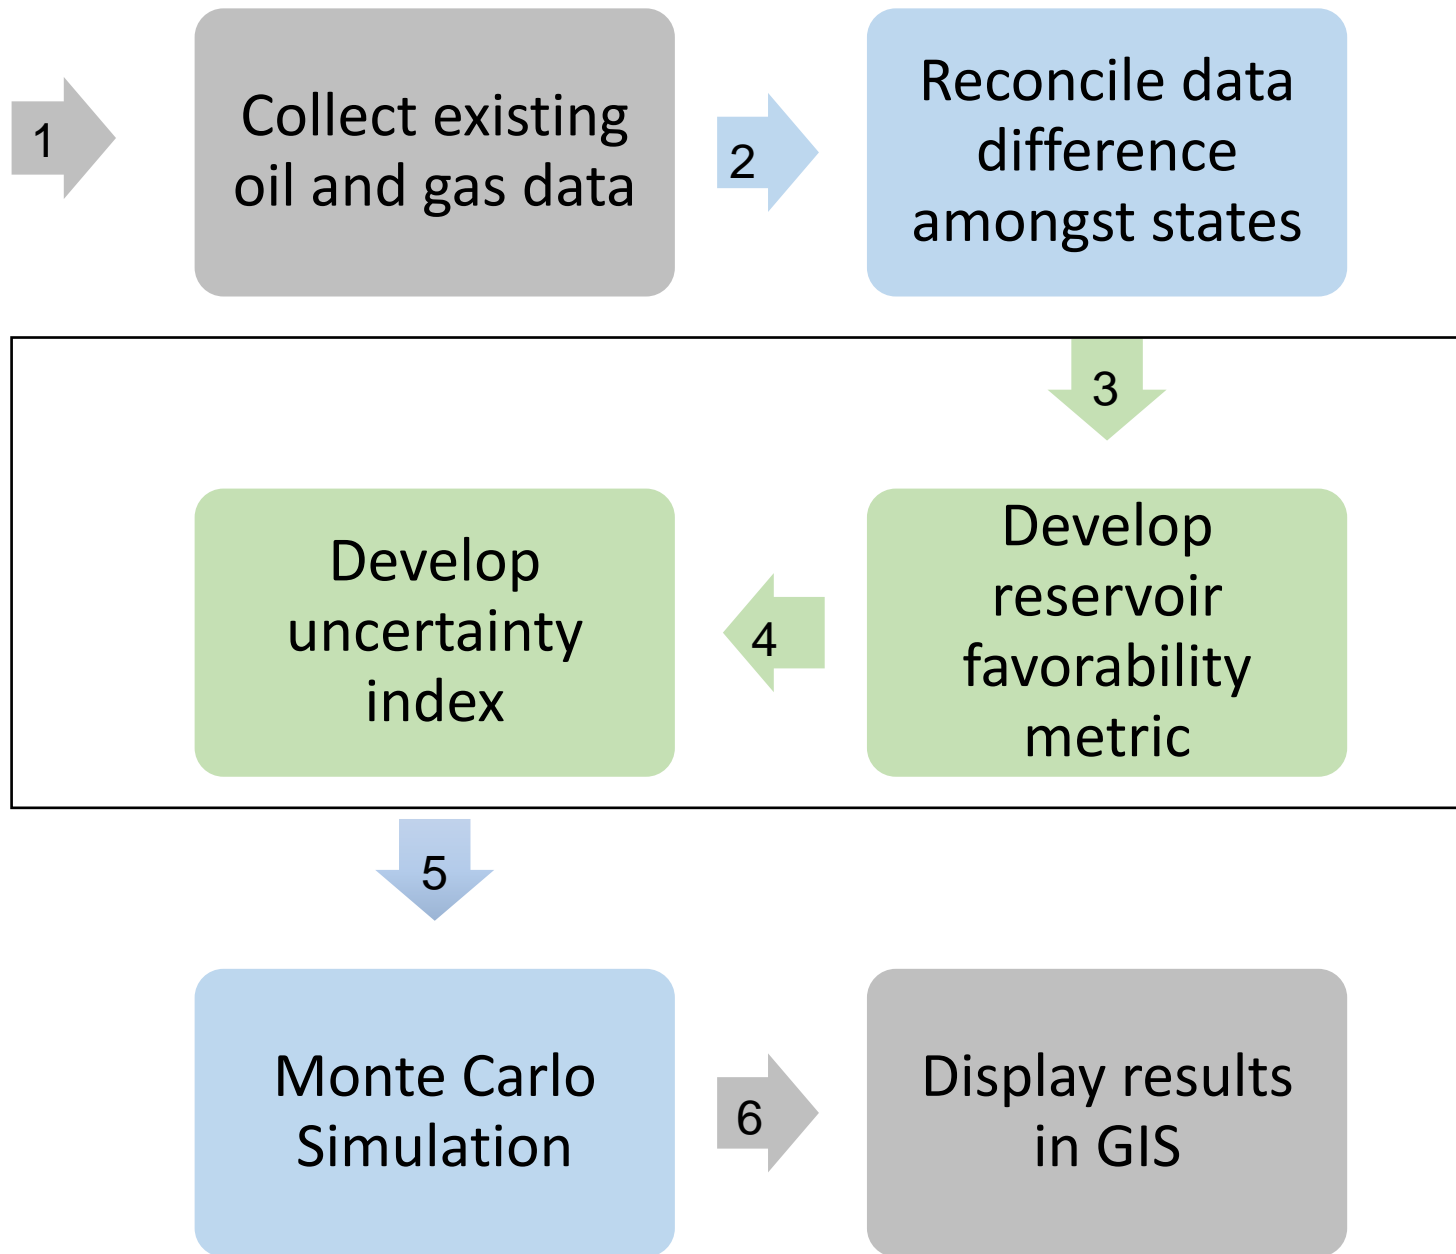 1
Collect existing
oil and gas data
2
Reconcile data
difference
amongst states
3
Develop
reservoir
favorability
metric
4
Develop
uncertainty
index
5
Monte Carlo
Simulation
6
Display results
in GIS